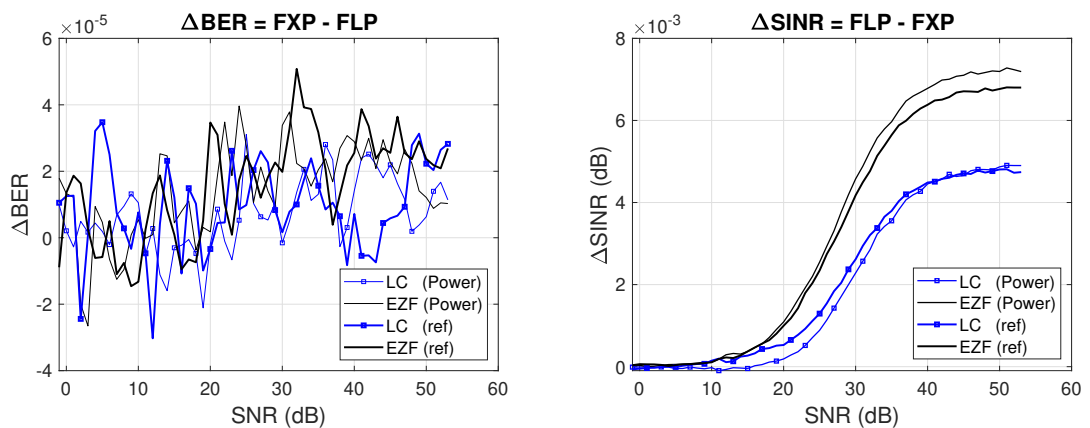 ΔBER = FXP - FLP
×10⁻⁵
6
4
2
0
-2
-4
ΔBER
0 10 20 30 40 50 60
SNR (dB)
LC (Power)
EZF (Power)
LC (ref)
EZF (ref)
ΔSINR = FLP - FXP
×10⁻³
8
6
4
2
0
ΔSINR (dB)
0 10 20 30 40 50 60
SNR (dB)
LC (Power)
EZF (Power)
LC (ref)
EZF (ref)